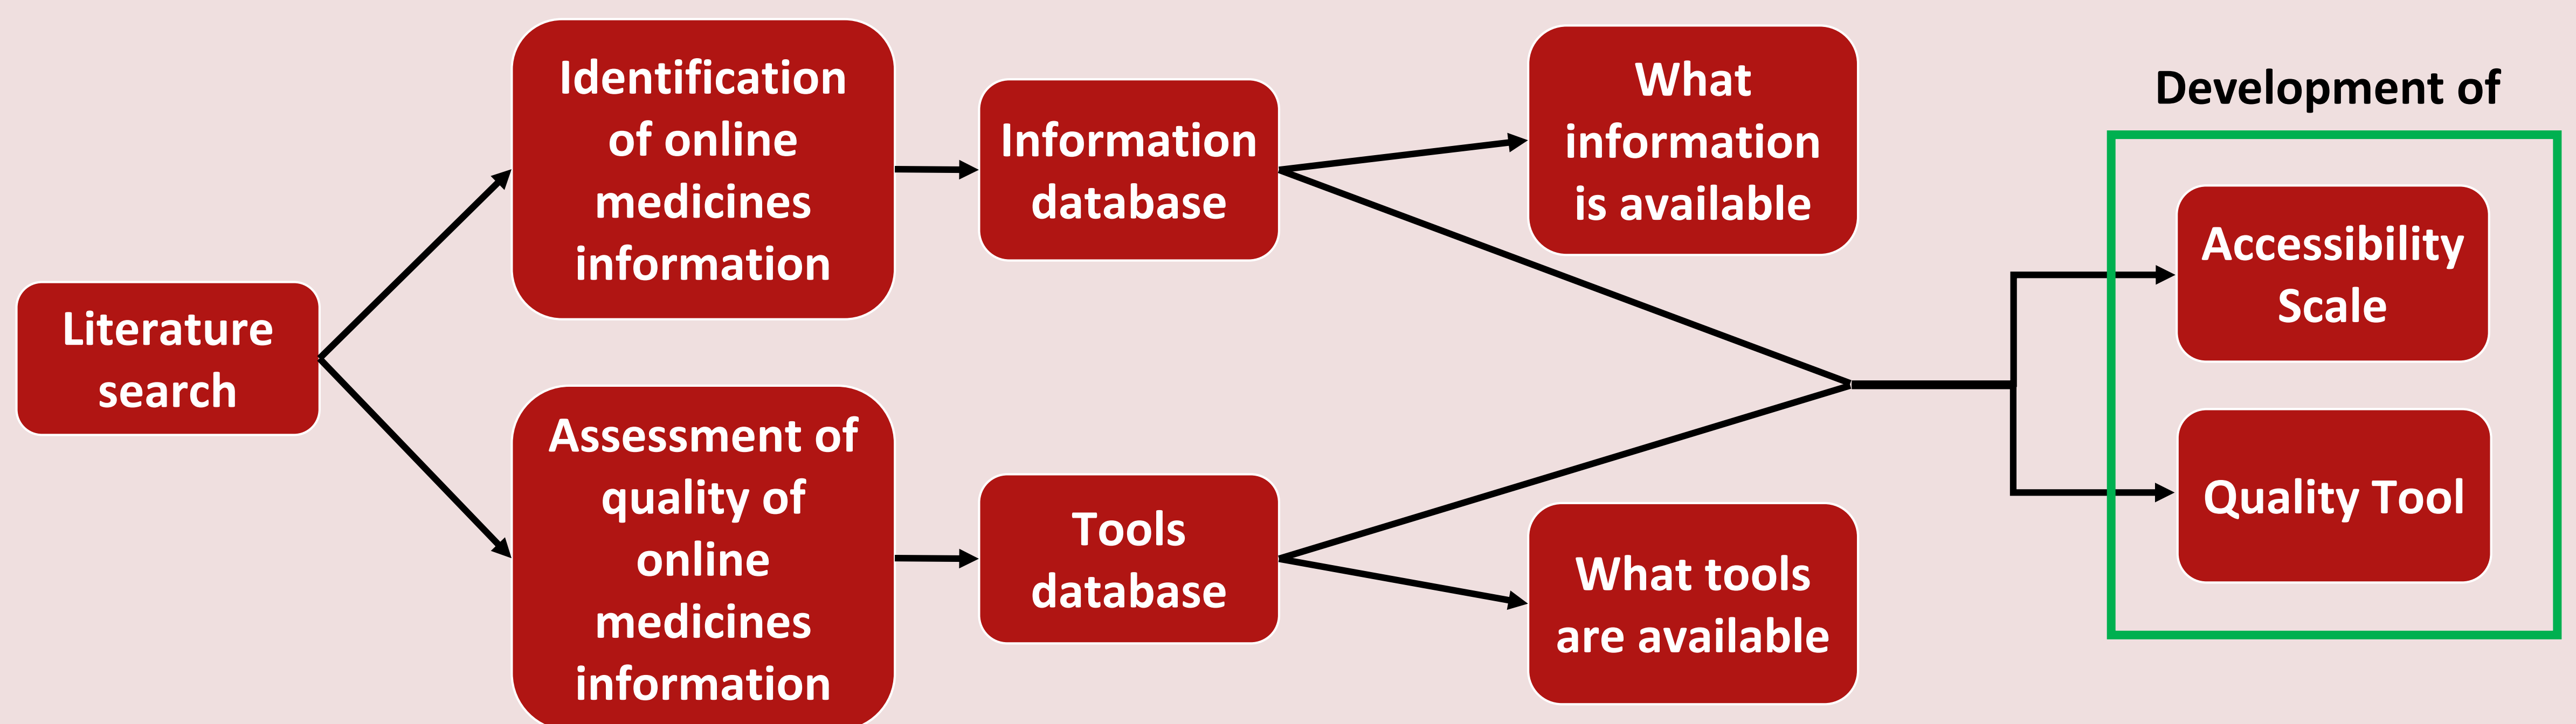 Literature
search
Identification
of online
medicines
information
Assessment of
quality of
online
medicines
information
Information
database
Tools
database
What
information
is available
What tools
are available
Development of
Accessibility
Scale
Quality Tool